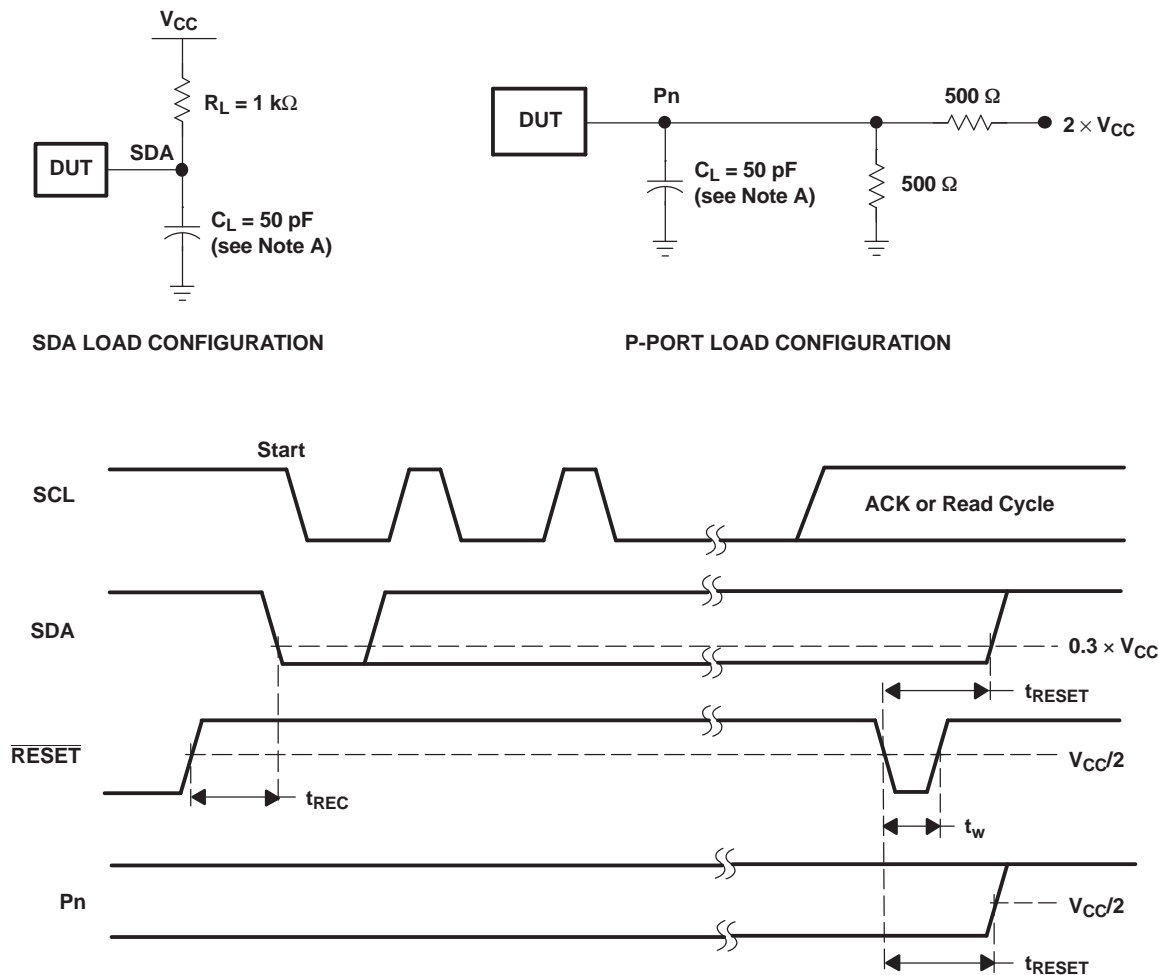 VCC
RL = 1 kΩ
DUT
SDA
CL = 50 pF
(see Note A)
SDA LOAD CONFIGURATION
DUT
Pn
500 Ω
2 × VCC
CL = 50 pF
(see Note A)
500 Ω
P-PORT LOAD CONFIGURATION
Start
SCL
ACK or Read Cycle
SDA
0.3 × VCC
tRESET
RESET
VCC/2
tREC
tw
Pn
VCC/2
tRESET